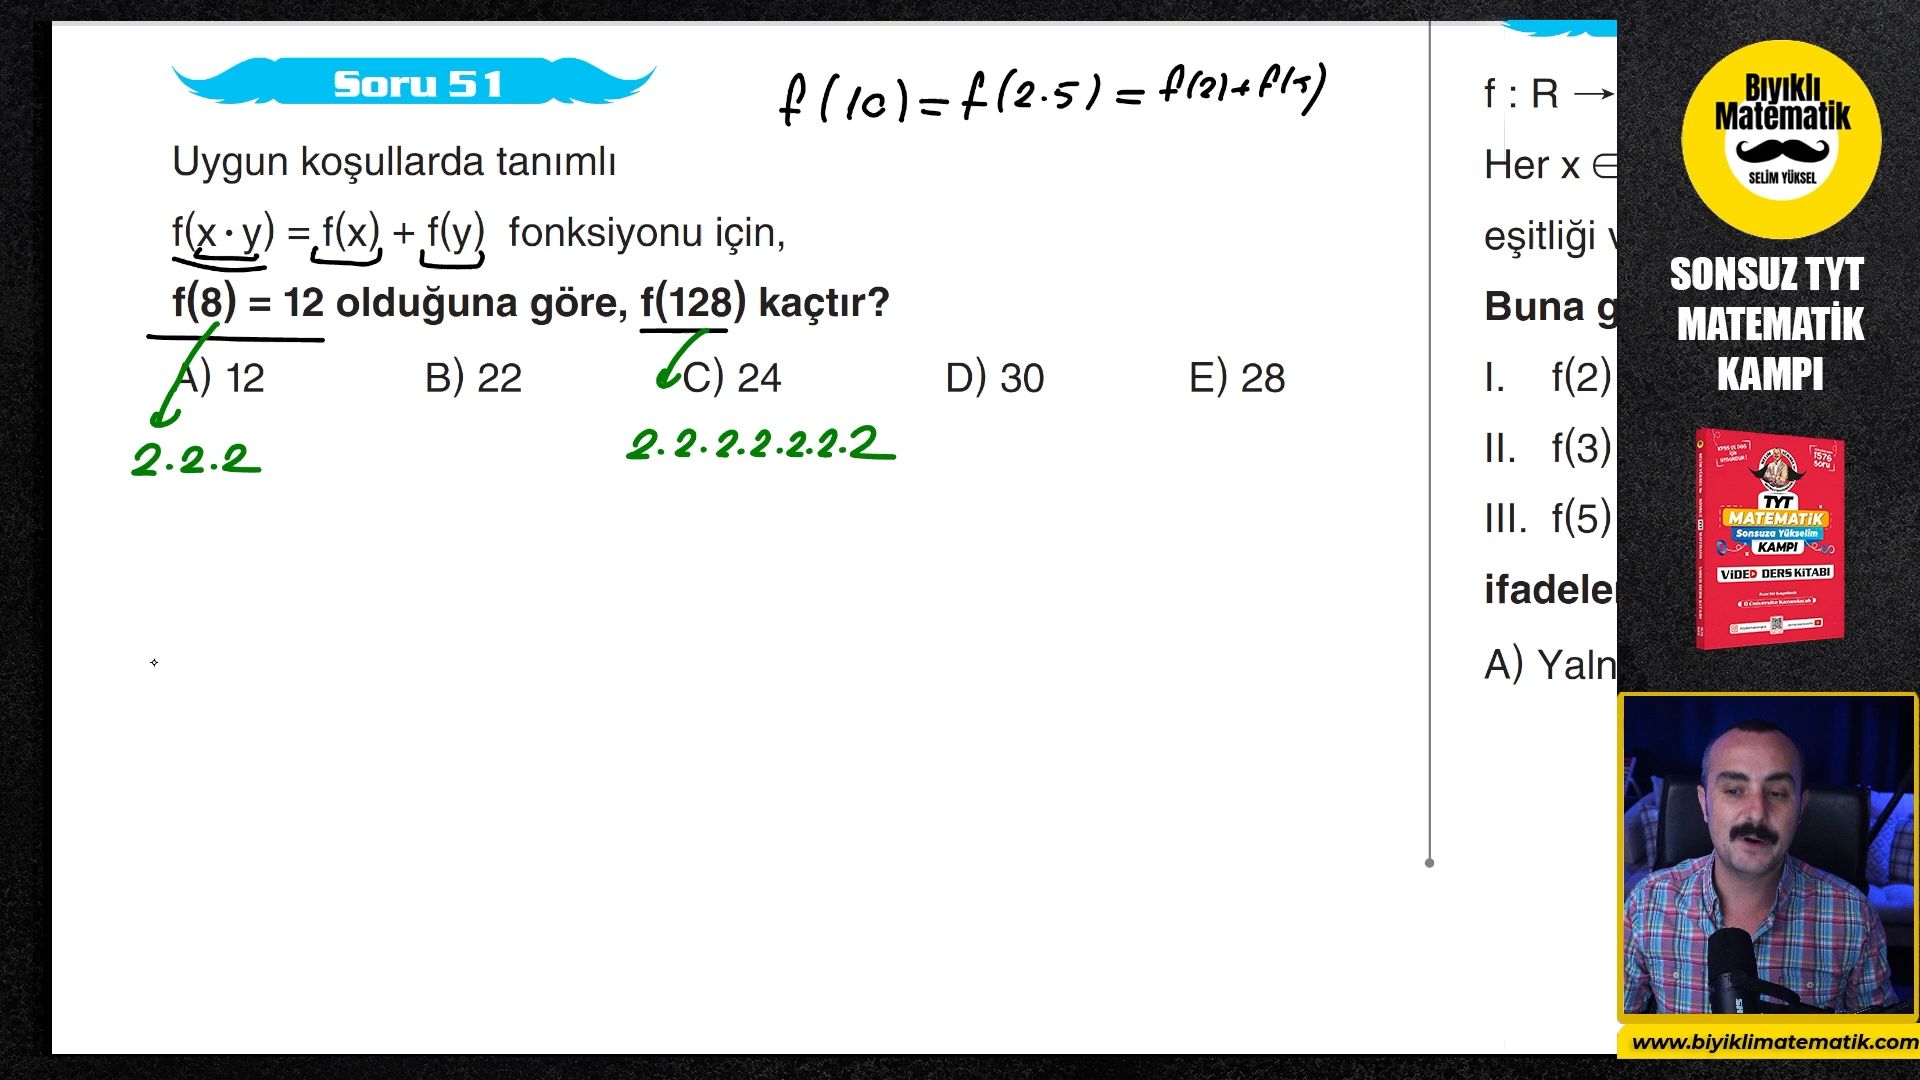 Soru 51
f(10) = f(2.5) = f(2)+f(5)
Uygun koşullarda tanımlı
f(x · y) = f(x) + f(y) fonksiyonu için,
f(8) = 12 olduğuna göre, f(128) kaçtır?
A) 12 B) 22 C) 24 D) 30 E) 28
2.2.2
2.2.2.2.2.2.2
f : R →
Her x ∈
eşitliği
Buna
I. f(2)
II. f(3)
III. f(5)
A) Yaln
Bıyıklı
Matematik
SELİM YÜKSEL
SONSUZ TYT
MATEMATİK
KAMPI
1576
Soru
TYT
MATEMATİK
Sonsuza Yükselim
KAMPI
VİDEO DERS KİTABI
www.biyiklimatematik.com